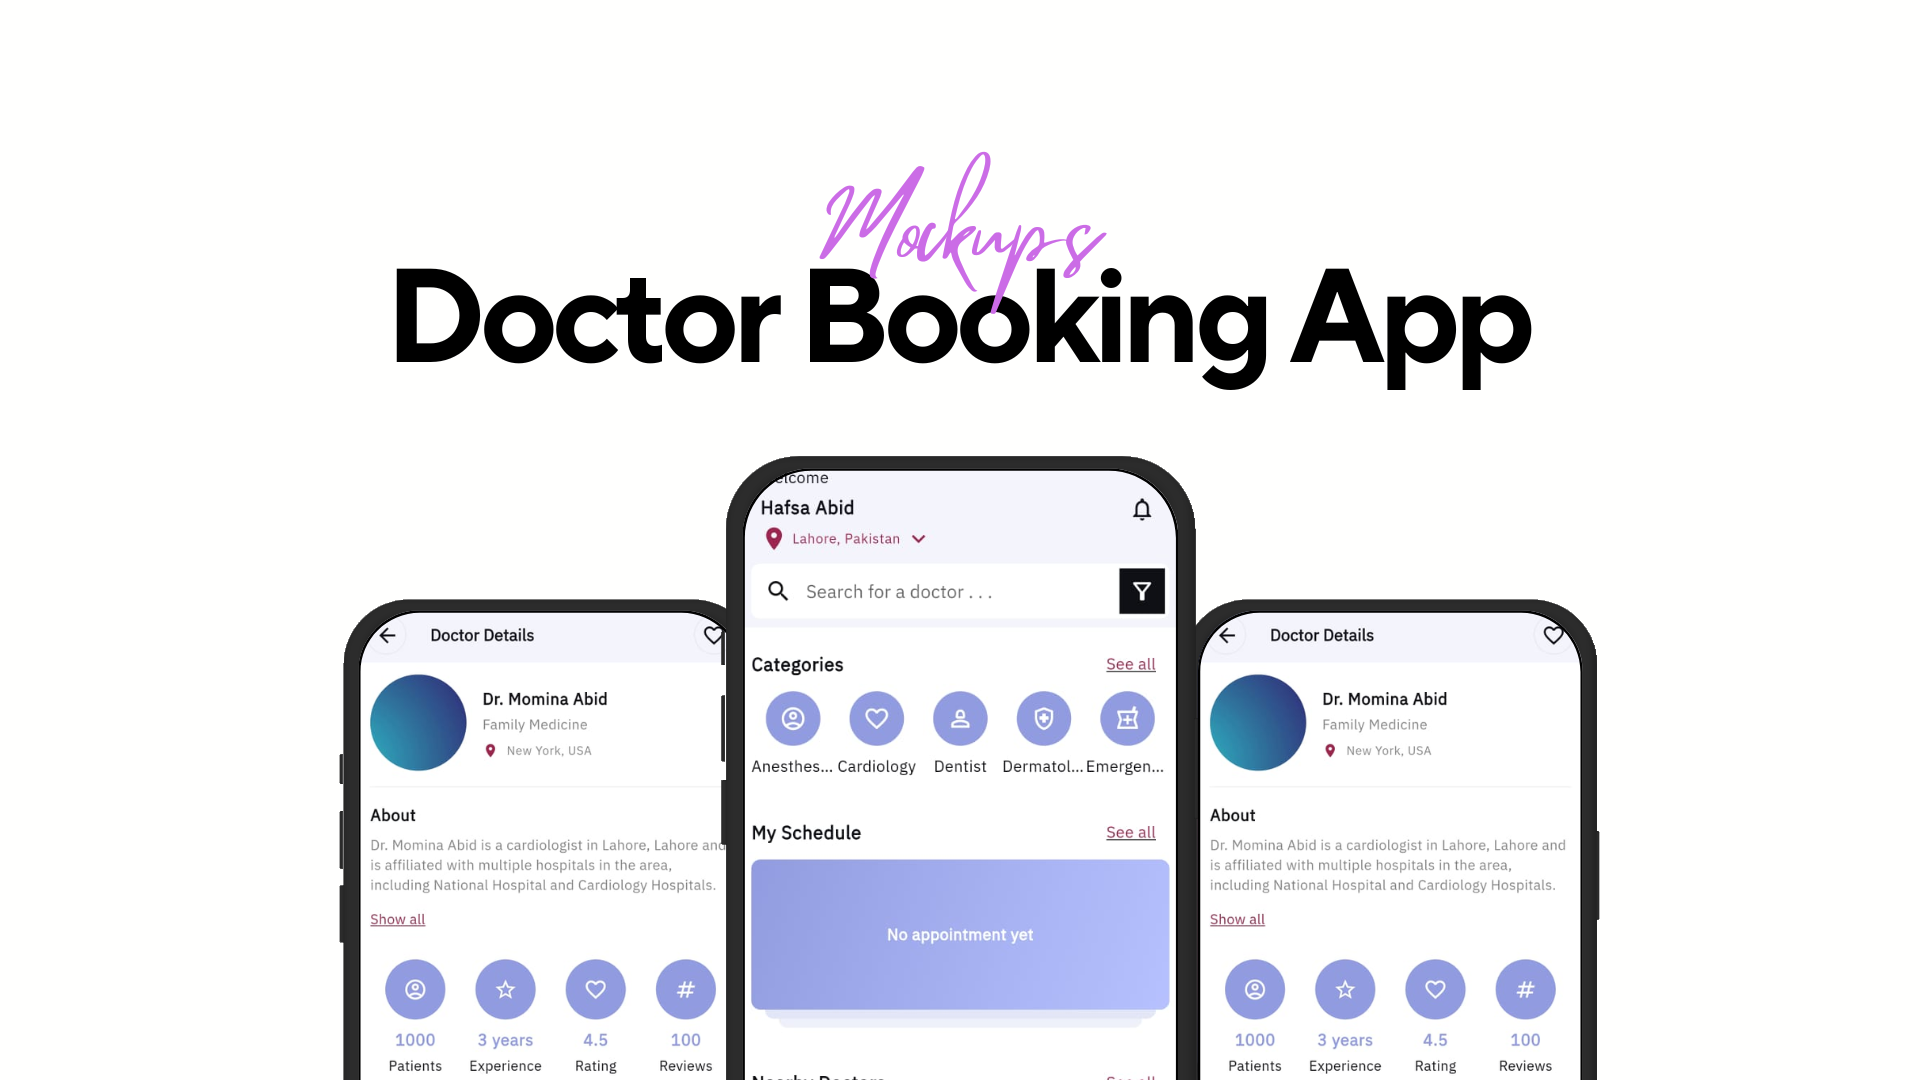 Mockups
Doctor Booking App
elcome
Hafsa Abid
Lahore, Pakistan
Search for a doctor . . .
Categories
See all
Anesthes...
Cardiology
Dentist
Dermatol...
Emergen...
My Schedule
See all
No appointment yet
Nearby Doctors
See all
Doctor Details
Dr. Momina Abid
Family Medicine
New York, USA
About
Dr. Momina Abid is a cardiologist in Lahore, Lahore and
is affiliated with multiple hospitals in the area,
including National Hospital and Cardiology Hospitals.
Show all
1000
Patients
3 years
Experience
4.5
Rating
100
Reviews
Doctor Details
Dr. Momina Abid
Family Medicine
New York, USA
About
Dr. Momina Abid is a cardiologist in Lahore, Lahore and
is affiliated with multiple hospitals in the area,
including National Hospital and Cardiology Hospitals.
Show all
1000
Patients
3 years
Experience
4.5
Rating
100
Reviews